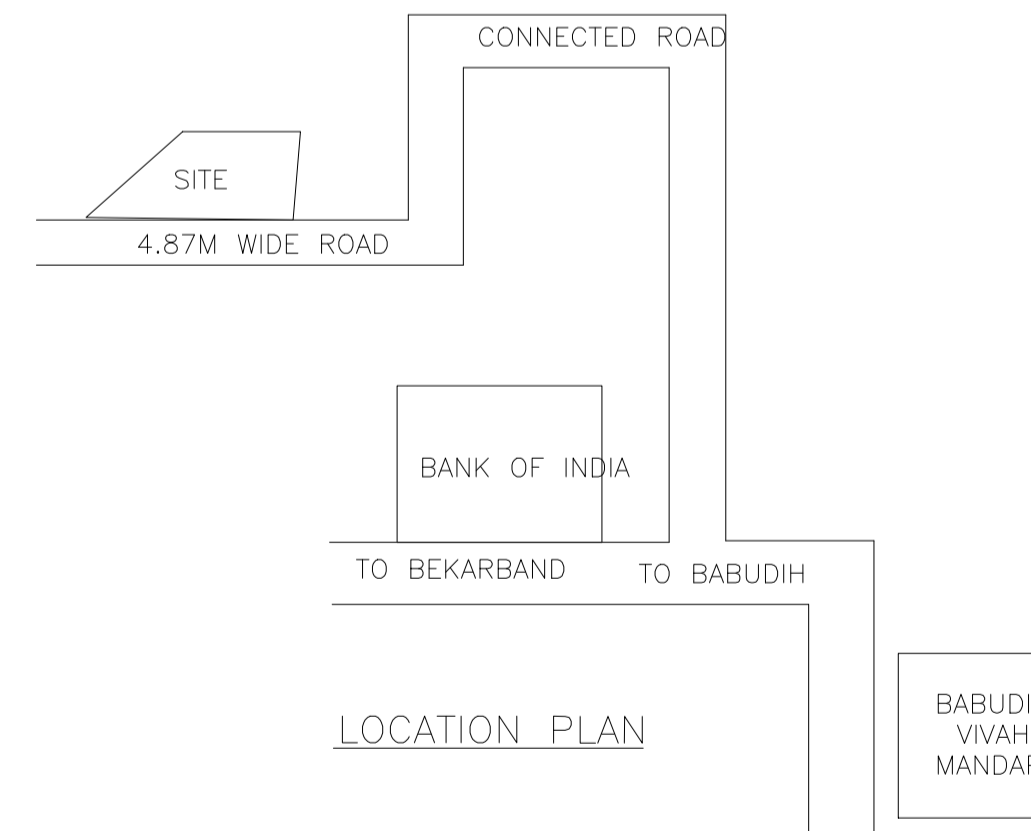 CONNECTED ROAD
SITE
4.87M WIDE ROAD
BANK OF INDIA
TO BEKARBAND
TO BABUDIH
LOCATION PLAN
VIVAH